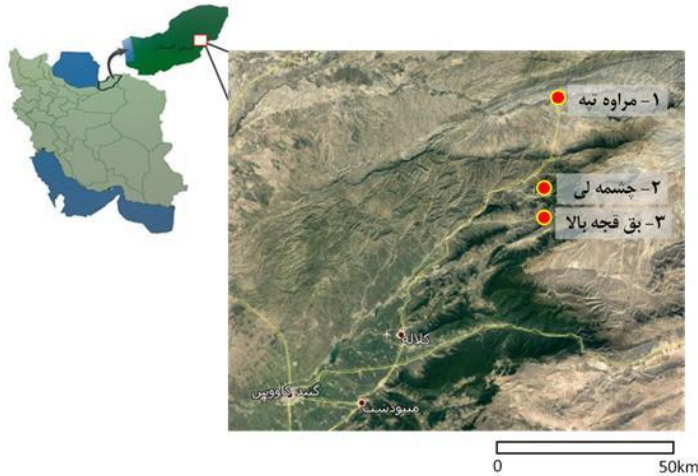 ۱- مراوه تپه
۲- چشمه لی
۳- بق قجه بالا
کلاله
گنبد کاووس
مینودشت
0 50km